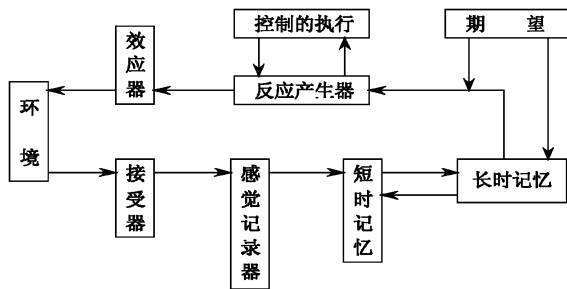 控制的执行
期 望
效应器
反应产生器
环境
接受器
感觉记录器
短时记忆
长时记忆